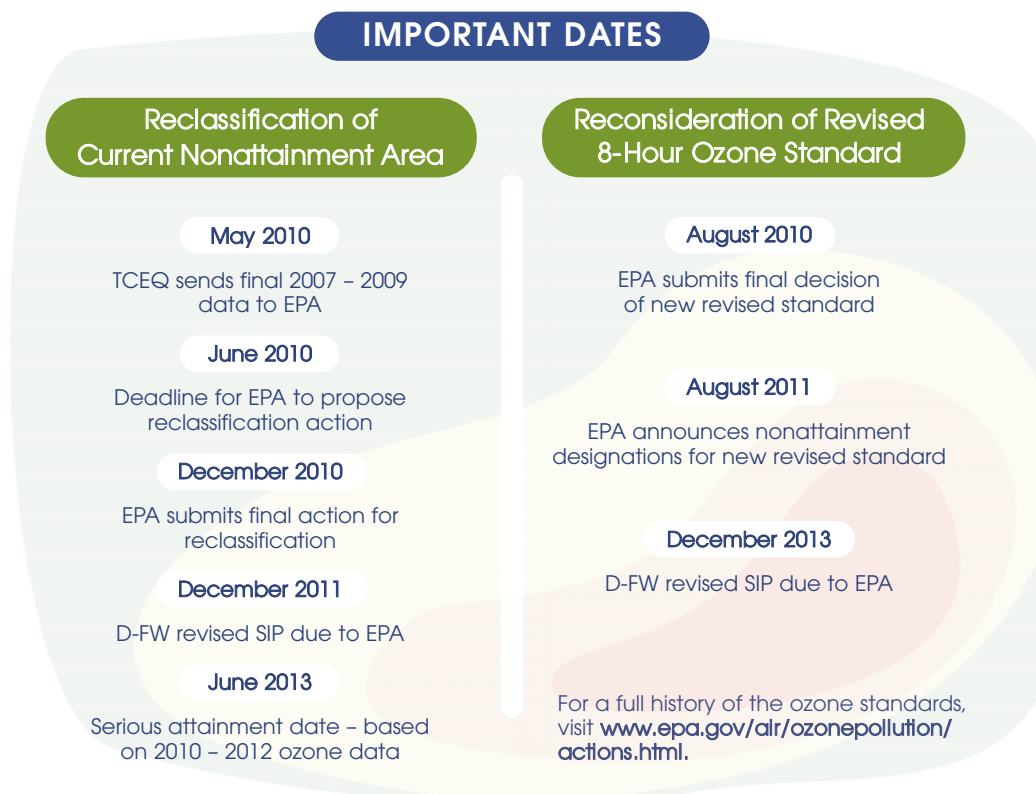 IMPORTANT DATES
Reclassification of
Current Nonattainment Area
May 2010
TCEQ sends final 2007 – 2009
data to EPA
June 2010
Deadline for EPA to propose
reclassification action
December 2010
EPA submits final action for
reclassification
December 2011
D-FW revised SIP due to EPA
June 2013
Serious attainment date – based
on 2010 – 2012 ozone data
Reconsideration of Revised
8-Hour Ozone Standard
August 2010
EPA submits final decision
of new revised standard
August 2011
EPA announces nonattainment
designations for new revised standard
December 2013
D-FW revised SIP due to EPA
For a full history of the ozone standards,
visit www.epa.gov/air/ozonepollution/
actions.html.